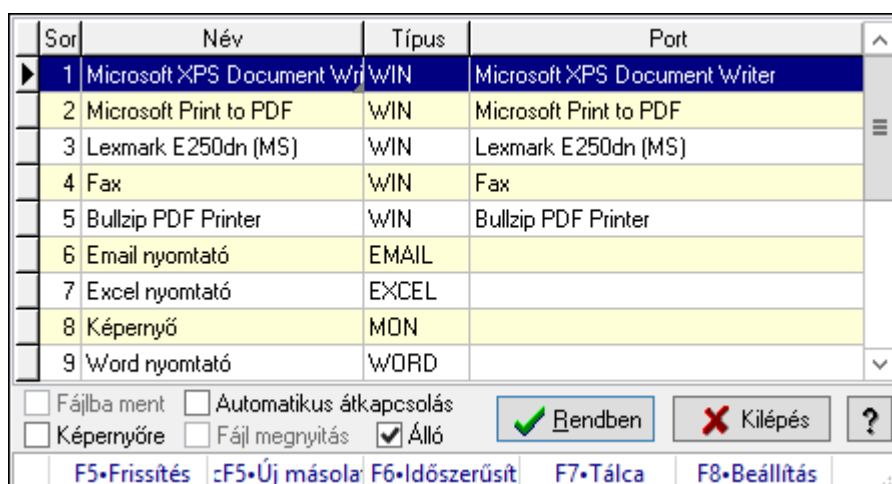 Sor Név Típus Port
1 Microsoft XPS Document Wri WIN Microsoft XPS Document Writer
2 Microsoft Print to PDF WIN Microsoft Print to PDF
3 Lexmark E250dn (MS) WIN Lexmark E250dn (MS)
4 Fax WIN Fax
5 Bullzip PDF Printer WIN Bullzip PDF Printer
6 Email nyomtató EMAIL
7 Excel nyomtató EXCEL
8 Képernyő MON
9 Word nyomtató WORD
Fájlba ment Automatikus átkapcsolás Rendben Kilépés ?
Képernyőre Fájl megnyitás Álló
F5•Frissítés cF5•Új másola F6•Időszerűsít F7•Tálca F8•Beállítás